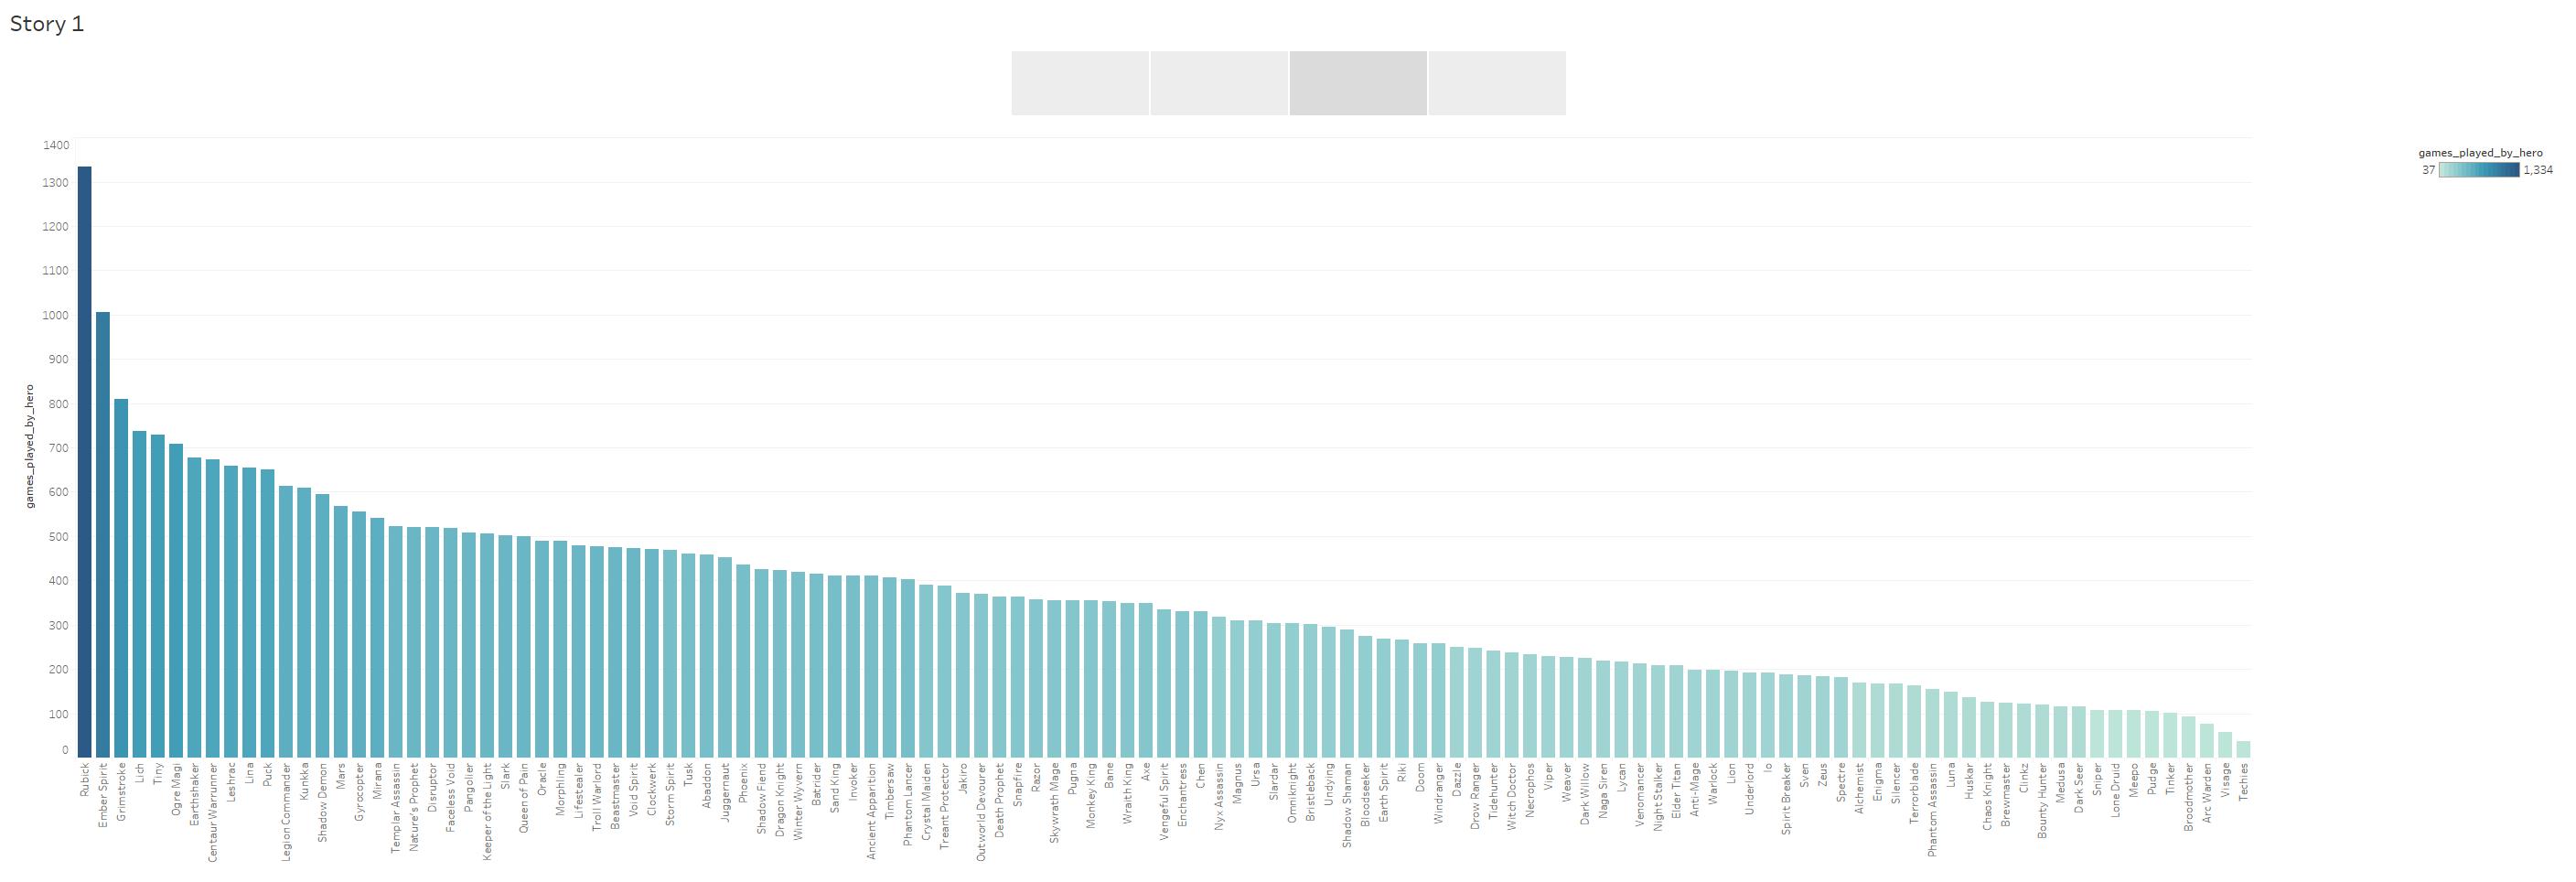 Story 1
games_played_by_hero
37 1,334
games_played_by_hero
1400
1300
1200
1100
1000
900
800
700
600
500
400
300
200
100
0
Rubick
Ember Spirit
Grimstroke
Lich
Tiny
Ogre Magi
Earthshaker
Centaur Warrunner
Leshrac
Lina
Puck
Legion Commander
Kunkka
Shadow Demon
Mars
Gyrocopter
Mirana
Templar Assassin
Nature's Prophet
Disruptor
Faceless Void
Pangolier
Keeper of the Light
Slark
Queen of Pain
Oracle
Morphling
Lifestealer
Troll Warlord
Beastmaster
Void Spirit
Clockwerk
Storm Spirit
Tusk
Abaddon
Juggernaut
Phoenix
Shadow Fiend
Dragon Knight
Winter Wyvern
Batrider
Sand King
Invoker
Ancient Apparition
Timbersaw
Phantom Lancer
Crystal Maiden
Treant Protector
Jakiro
Outworld Devourer
Death Prophet
Snapfire
Razor
Skywrath Mage
Pugna
Monkey King
Bane
Wraith King
Axe
Vengeful Spirit
Enchantress
Chen
Nyx Assassin
Magnus
Ursa
Slardar
Omniknight
Bristleback
Undying
Shadow Shaman
Bloodseeker
Earth Spirit
Riki
Doom
Windranger
Dazzle
Drow Ranger
Tidehunter
Witch Doctor
Necrophos
Viper
Weaver
Dark Willow
Naga Siren
Lycan
Venomancer
Night Stalker
Elder Titan
Anti-Mage
Warlock
Lion
Underlord
Io
Spirit Breaker
Sven
Zeus
Spectre
Alchemist
Enigma
Silencer
Terrorblade
Phantom Assassin
Luna
Huskar
Chaos Knight
Brewmaster
Clinkz
Bounty Hunter
Medusa
Dark Seer
Sniper
Lone Druid
Meepo
Pudge
Tinker
Broodmother
Arc Warden
Visage
Techies